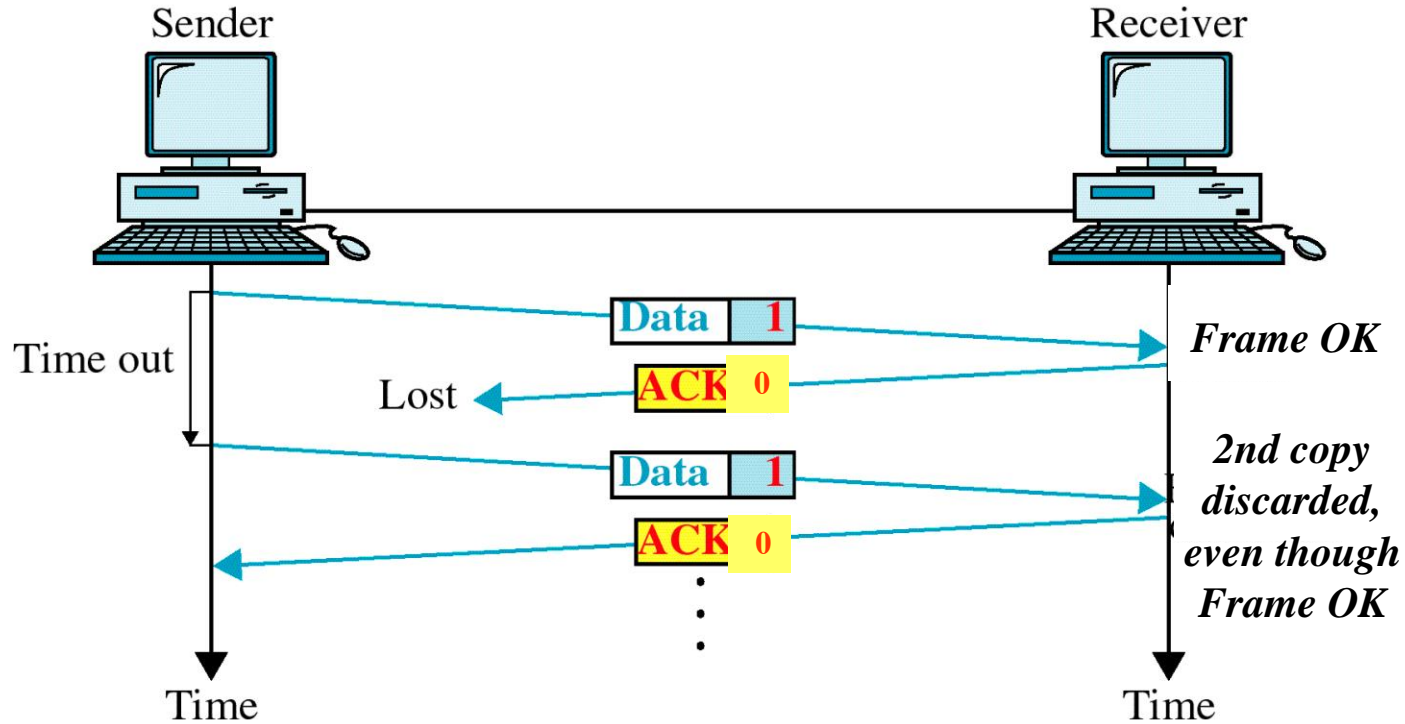 Sender
Receiver
Data 1
Frame OK
Time out
ACK 0
Lost
Data 1
2nd copy
discarded,
even though
Frame OK
ACK 0
Time
Time